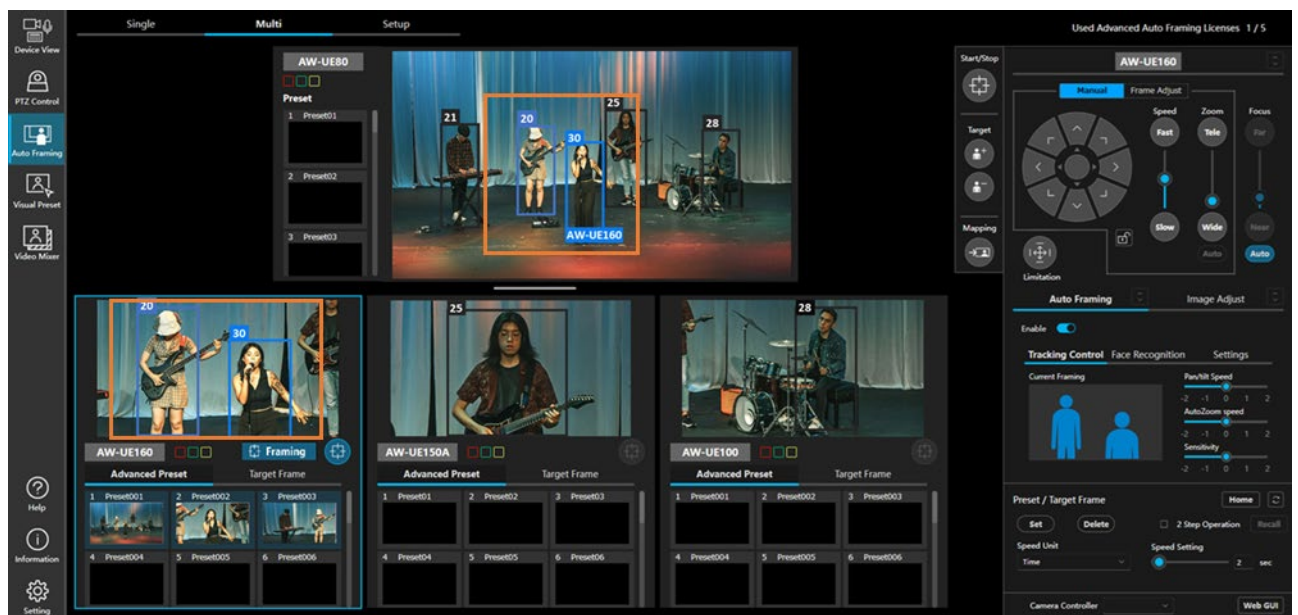 Device View
PTZ Control
Auto Framing
Visual Preset
Video Mixer
Help
Information
Setting
Single Multi Setup
Used Advanced Auto Framing Licenses 1 / 5
AW-UE80
Preset
1 Preset01
2 Preset02
3 Preset03
21
20
30
25
28
AW-UE160
Start/Stop
Target
Mapping
20
30
AW-UE160 Framing
Advanced Preset Target Frame
1 Preset001 2 Preset002 3 Preset003
4 Preset004 5 Preset005 6 Preset006
25
AW-UE150A
Advanced Preset Target Frame
1 Preset01 2 Preset02 3 Preset03
4 Preset04 5 Preset05 6 Preset06
28
AW-UE100
Advanced Preset Target Frame
1 Preset001 2 Preset002 3 Preset003
4 Preset004 5 Preset005 6 Preset006
AW-UE160
Manual Frame Adjust
Speed Zoom Focus
Fast Tele Far
Slow Wide Near
Auto Auto
Limitation
Auto Framing Image Adjust
Enable
Tracking Control Face Recognition Settings
Current Framing
Pan/tilt Speed
-2 -1 0 1 2
AutoZoom speed
-2 -1 0 1 2
Sensitivity
-2 -1 0 1 2
Preset / Target Frame Home
Set Delete 2 Step Operation Recall
Speed Unit Speed Setting
Time 2 sec
Camera Controller Web GUI